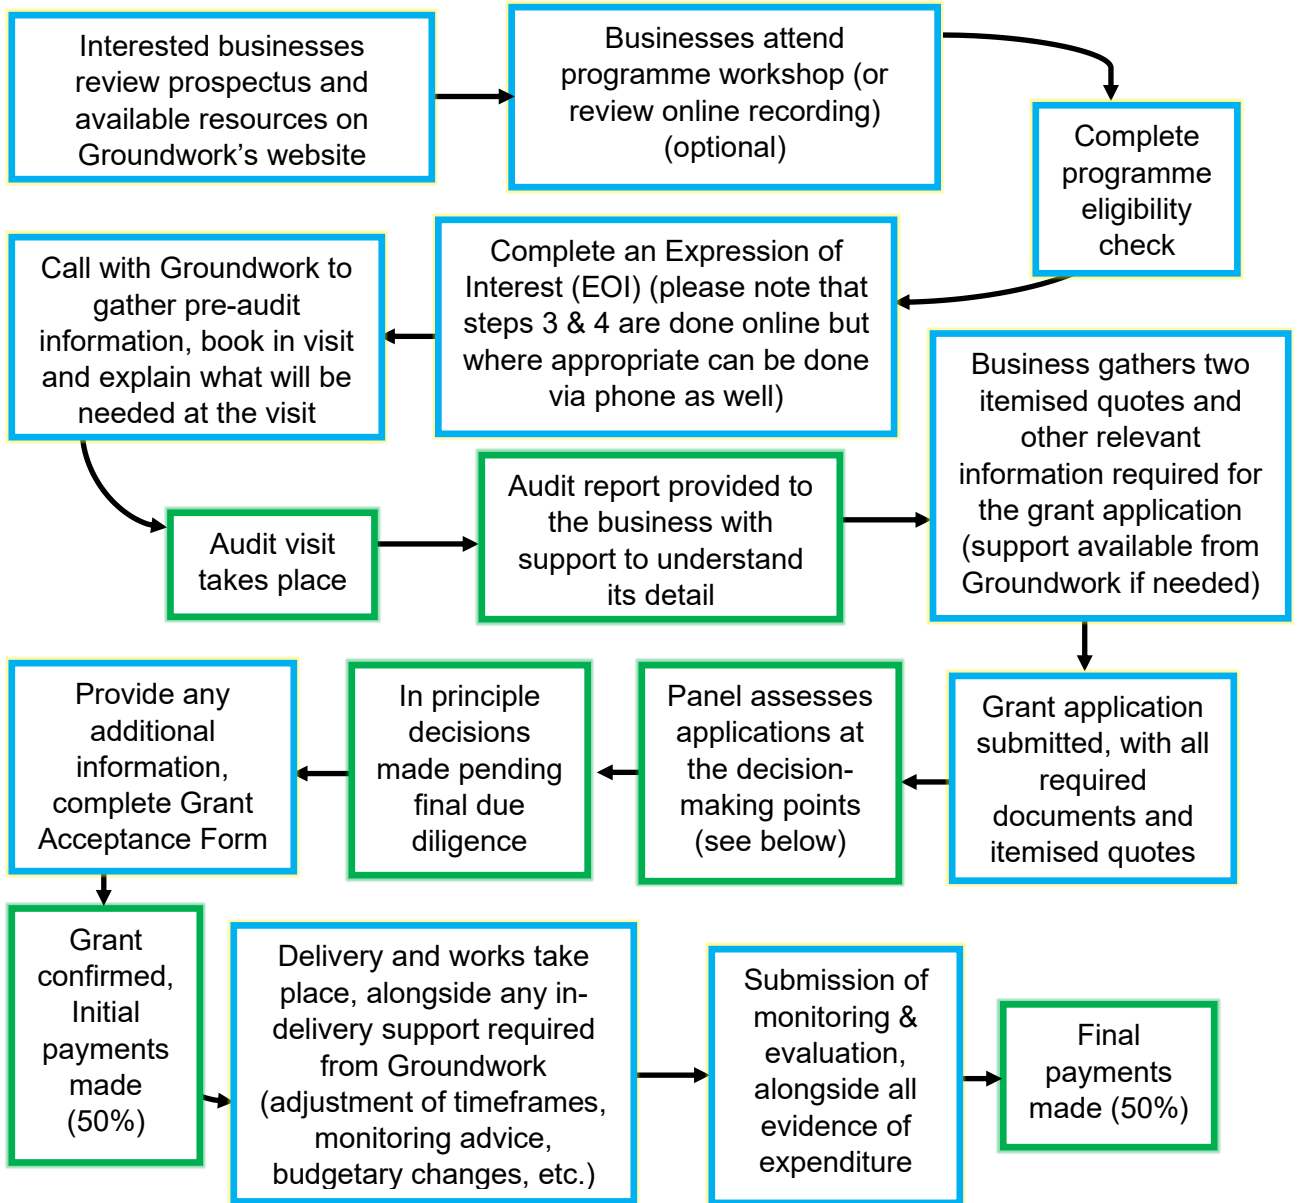 Interested businesses
review prospectus and
available resources on
Groundwork’s website
Businesses attend
programme workshop (or
review online recording)
(optional)
Complete
programme
eligibility
check
Complete an Expression of
Interest (EOI) (please note that
steps 3 & 4 are done online but
where appropriate can be done
via phone as well)
Call with Groundwork to
gather pre-audit
information, book in visit
and explain what will be
needed at the visit
Audit visit
takes place
Audit report provided to
the business with
support to understand
its detail
Business gathers two
itemised quotes and
other relevant
information required for
the grant application
(support available from
Groundwork if needed)
Grant application
submitted, with all
required
documents and
itemised quotes
Panel assesses
applications at
the decision-
making points
(see below)
In principle
decisions
made pending
final due
diligence
Provide any
additional
information,
complete Grant
Acceptance Form
Grant
confirmed,
Initial
payments
made
(50%)
Delivery and works take
place, alongside any in-
delivery support required
from Groundwork
(adjustment of timeframes,
monitoring advice,
budgetary changes, etc.)
Submission of
monitoring &
evaluation,
alongside all
evidence of
expenditure
Final
payments
made (50%)